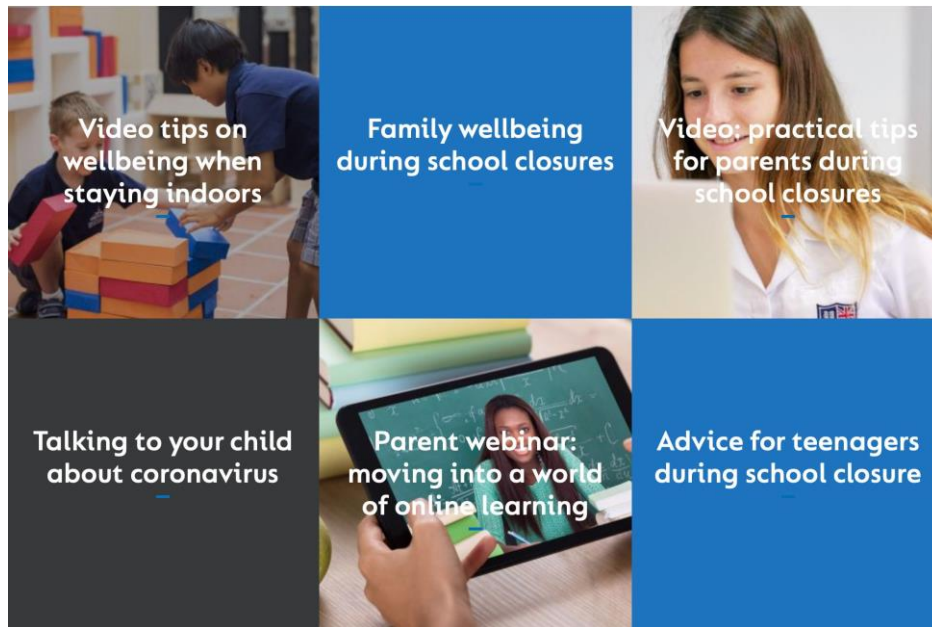 Video tips on
wellbeing when
staying indoors
Family wellbeing
during school closures
Video: practical tips
for parents during
school closures
Talking to your child
about coronavirus
Parent webinar:
moving into a world
of online learning
Advice for teenagers
during school closure